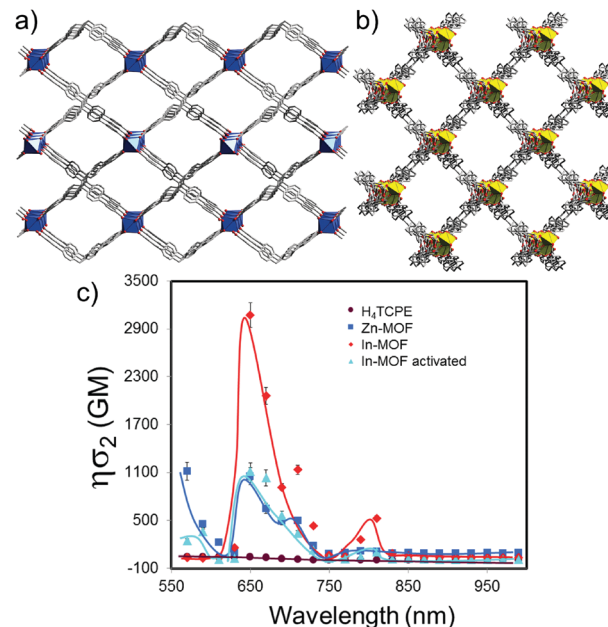 a)
b)
c)
H₄TCPE
Zn-MOF
In-MOF
In-MOF activated
3500
2900
2300
1700
1100
500
-100
ησ₂ (GM)
550 650 750 850 950
Wavelength (nm)